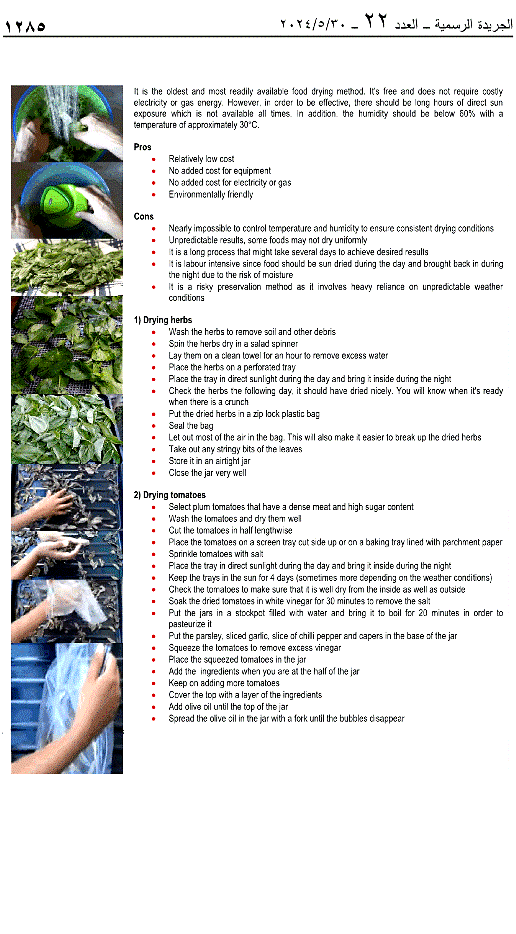 الجريدة الرسمية – العدد ٢٢ – ٢٠٢٤/٥/٣٠
١٢٨٥
It is the oldest and most readily available food drying method. It's free and does not require costly
electricity or gas energy. However, in order to be effective, there should be long hours of direct sun
exposure which is not available all times. In addition, the humidity should be below 60% with a
temperature of approximately 30°C.
Pros
• Relatively low cost
• No added cost for equipment
• No added cost for electricity or gas
• Environmentally friendly
Cons
• Nearly impossible to control temperature and humidity to ensure consistent drying conditions
• Unpredictable results, some foods may not dry uniformly
• It is a long process that might take several days to achieve desired results
• It is labour intensive since food should be sun dried during the day and brought back in during
the night due to the risk of moisture
• It is a risky preservation method as it involves heavy reliance on unpredictable weather
conditions
1) Drying herbs
• Wash the herbs to remove soil and other debris
• Spin the herbs dry in a salad spinner
• Lay them on a clean towel for an hour to remove excess water
• Place the herbs on a perforated tray
• Place the tray in direct sunlight during the day and bring it inside during the night
• Check the herbs the following day, it should have dried nicely. You will know when it's ready
when there is a crunch
• Put the dried herbs in a zip lock plastic bag
• Seal the bag
• Let out most of the air in the bag. This will also make it easier to break up the dried herbs
• Take out any stringy bits of the leaves
• Store it in an airtight jar
• Close the jar very well
2) Drying tomatoes
• Select plum tomatoes that have a dense meat and high sugar content
• Wash the tomatoes and dry them well
• Cut the tomatoes in half lengthwise
• Place the tomatoes on a screen tray cut side up or on a baking tray lined with parchment paper
• Sprinkle tomatoes with salt
• Place the tray in direct sunlight during the day and bring it inside during the night
• Keep the trays in the sun for 4 days (sometimes more depending on the weather conditions)
• Check the tomatoes to make sure that it is well dry from the inside as well as outside
• Soak the dried tomatoes in white vinegar for 30 minutes to remove the salt
• Put the jars in a stockpot filled with water and bring it to boil for 20 minutes in order to
pasteurize it
• Put the parsley, sliced garlic, slice of chilli pepper and capers in the base of the jar
• Squeeze the tomatoes to remove excess vinegar
• Place the squeezed tomatoes in the jar
• Add the ingredients when you are at the half of the jar
• Keep on adding more tomatoes
• Cover the top with a layer of the ingredients
• Add olive oil until the top of the jar
• Spread the olive oil in the jar with a fork until the bubbles disappear